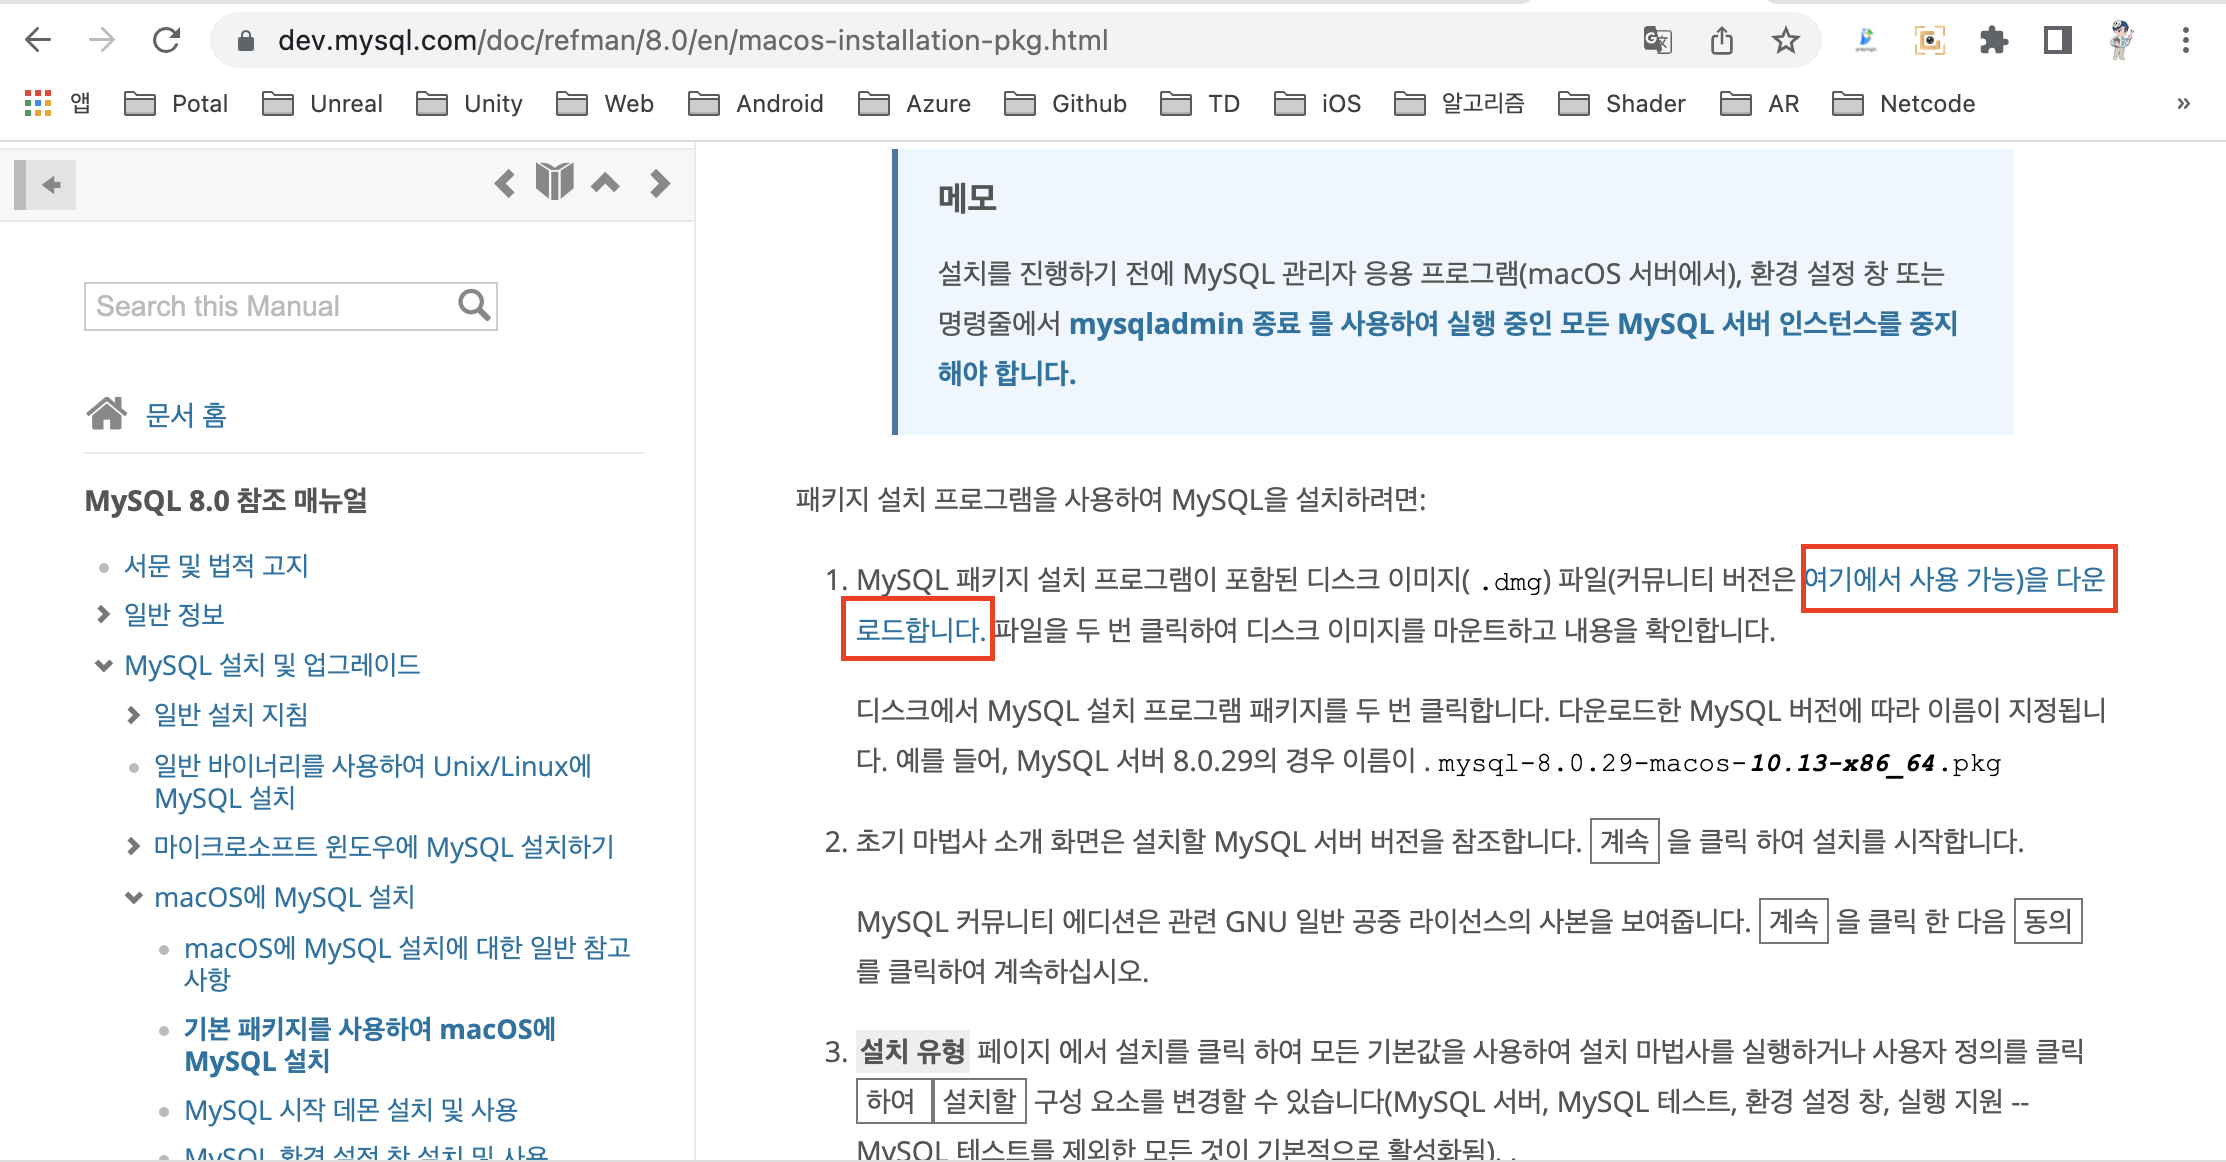 dev.mysql.com/doc/refman/8.0/en/macos-installation-pkg.html
앱 Potal Unreal Unity Web Android Azure Github TD iOS 알고리즘 Shader AR Netcode »
Search this Manual
문서 홈
MySQL 8.0 참조 매뉴얼
서문 및 법적 고지
일반 정보
MySQL 설치 및 업그레이드
일반 설치 지침
일반 바이너리를 사용하여 Unix/Linux에
MySQL 설치
마이크로소프트 윈도우에 MySQL 설치하기
macOS에 MySQL 설치
macOS에 MySQL 설치에 대한 일반 참고
사항
기본 패키지를 사용하여 macOS에
MySQL 설치
MySQL 시작 데몬 설치 및 사용
MySQL 환경 설정 창 설치 및 사용
메모
설치를 진행하기 전에 MySQL 관리자 응용 프로그램(macOS 서버에서), 환경 설정 창 또는
명령줄에서 mysqladmin 종료 를 사용하여 실행 중인 모든 MySQL 서버 인스턴스를 중지
해야 합니다.
패키지 설치 프로그램을 사용하여 MySQL을 설치하려면:
1. MySQL 패키지 설치 프로그램이 포함된 디스크 이미지( .dmg) 파일(커뮤니티 버전은 여기에서 사용 가능)을 다운
로드합니다. 파일을 두 번 클릭하여 디스크 이미지를 마운트하고 내용을 확인합니다.
디스크에서 MySQL 설치 프로그램 패키지를 두 번 클릭합니다. 다운로드한 MySQL 버전에 따라 이름이 지정됩니
다. 예를 들어, MySQL 서버 8.0.29의 경우 이름이 . mysql-8.0.29-macos-10.13-x86_64.pkg
2. 초기 마법사 소개 화면은 설치할 MySQL 서버 버전을 참조합니다. 계속 을 클릭 하여 설치를 시작합니다.
MySQL 커뮤니티 에디션은 관련 GNU 일반 공중 라이선스의 사본을 보여줍니다. 계속 을 클릭 한 다음 동의
를 클릭하여 계속하십시오.
3. 설치 유형 페이지 에서 설치를 클릭 하여 모든 기본값을 사용하여 설치 마법사를 실행하거나 사용자 정의를 클릭
하여 설치할 구성 요소를 변경할 수 있습니다(MySQL 서버, MySQL 테스트, 환경 설정 창, 실행 지원 --
MySQL 테스트를 제외한 모든 것이 기본적으로 활성화됨). .